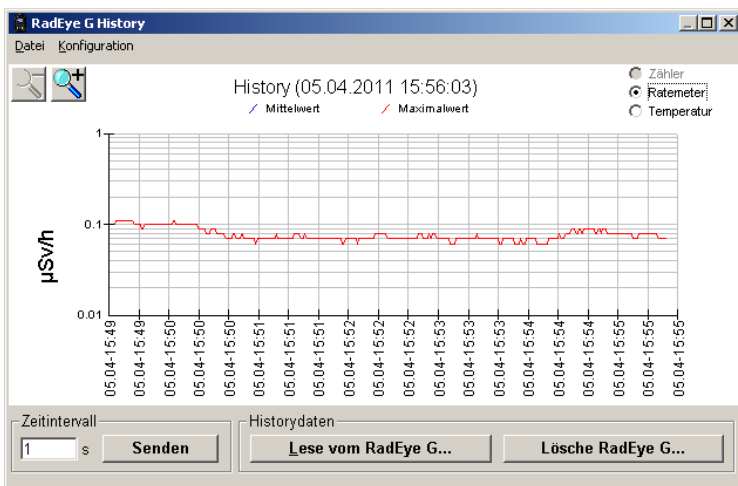 RadEye G History
Datei Konfiguration
History (05.04.2011 15:56:03)
Mittelwert Maximalwert
Zähler
Ratemeter
Temperatur
µSv/h
1
0.1
0.01
05.04-15:49
05.04-15:49
05.04-15:50
05.04-15:50
05.04-15:50
05.04-15:51
05.04-15:51
05.04-15:51
05.04-15:52
05.04-15:52
05.04-15:52
05.04-15:53
05.04-15:53
05.04-15:53
05.04-15:54
05.04-15:54
05.04-15:54
05.04-15:55
05.04-15:55
05.04-15:55
Zeitintervall
1 s Senden
Historydaten
Lese vom RadEye G... Lösche RadEye G...